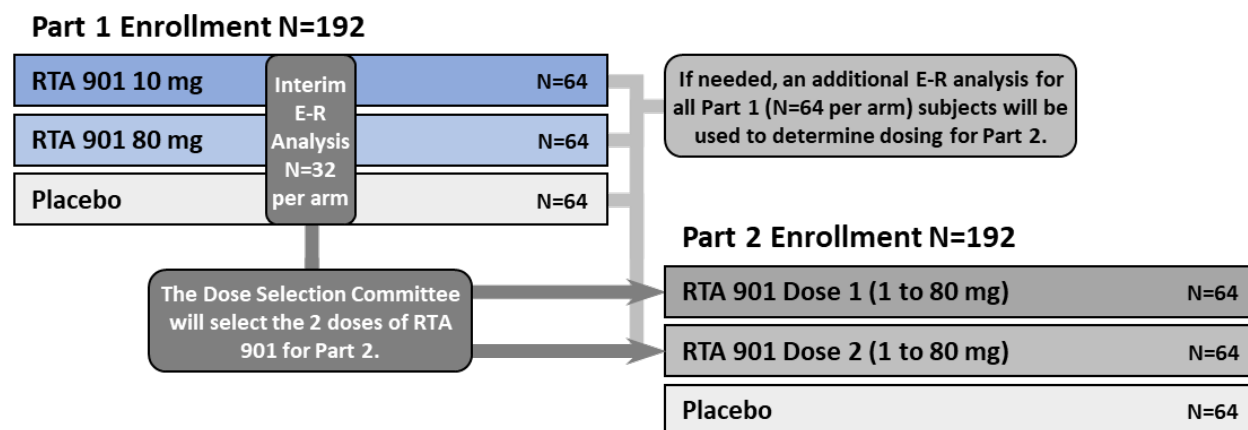 Part 1 Enrollment N=192
RTA 901 10 mg
N=64
RTA 901 80 mg
N=64
Placebo
N=64
Interim
E-R
Analysis
N=32
per arm
If needed, an additional E-R analysis for
all Part 1 (N=64 per arm) subjects will be
used to determine dosing for Part 2.
The Dose Selection Committee
will select the 2 doses of RTA
901 for Part 2.
Part 2 Enrollment N=192
RTA 901 Dose 1 (1 to 80 mg)
N=64
RTA 901 Dose 2 (1 to 80 mg)
N=64
Placebo
N=64